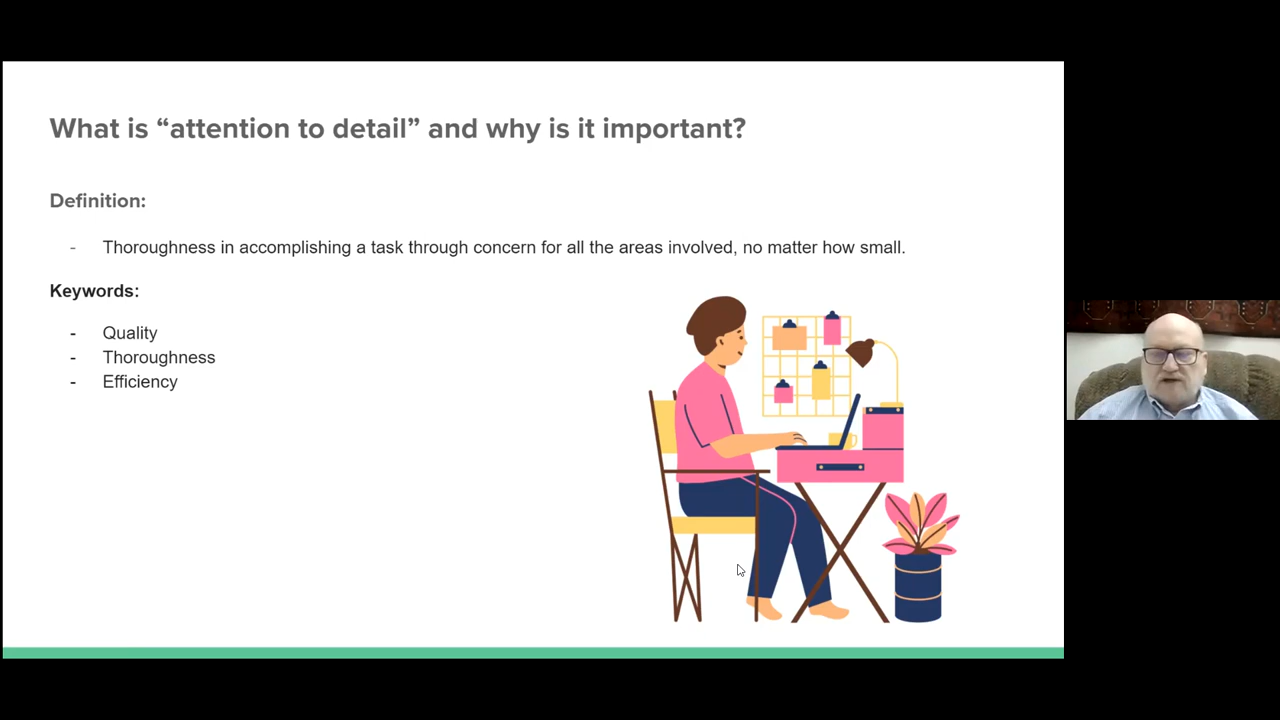 What is “attention to detail” and why is it important?
Definition:
- Thoroughness in accomplishing a task through concern for all the areas involved, no matter how small.
Keywords:
- Quality
- Thoroughness
- Efficiency